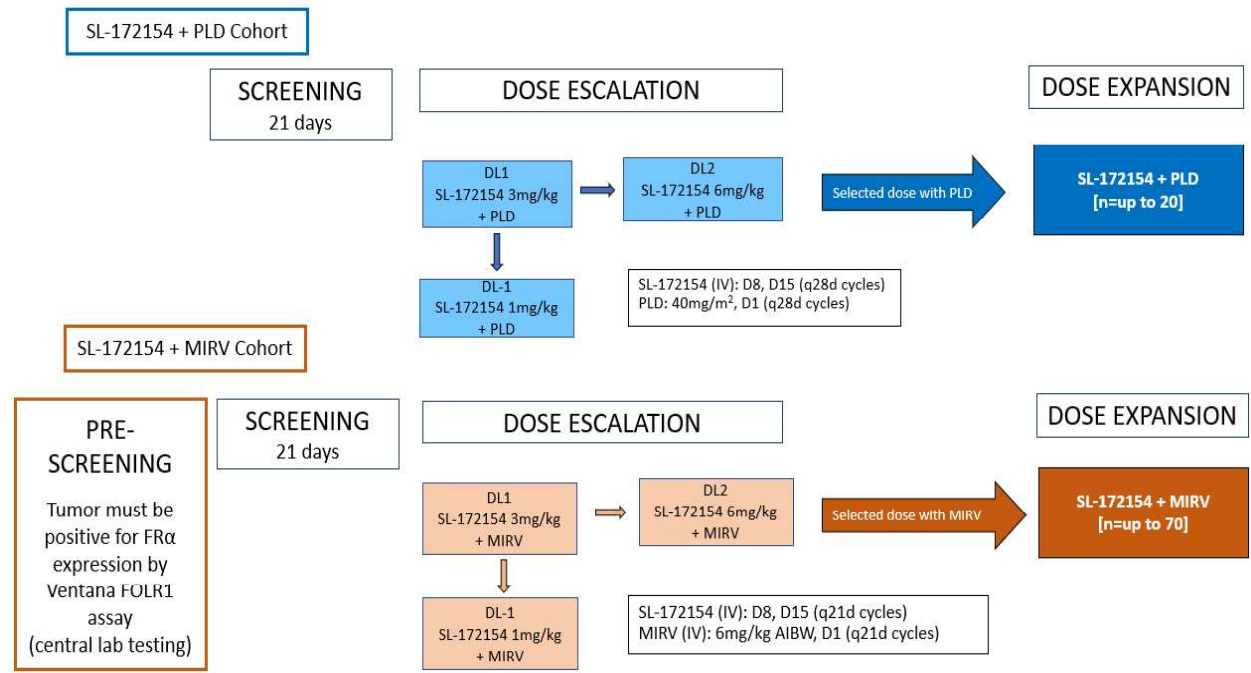 SL-172154 + PLD Cohort
SCREENING
21 days
DOSE ESCALATION
DOSE EXPANSION
DL1
SL-172154 3mg/kg
+ PLD
DL2
SL-172154 6mg/kg
+ PLD
Selected dose with PLD
SL-172154 + PLD
[n=up to 20]
DL-1
SL-172154 1mg/kg
+ PLD
SL-172154 (IV): D8, D15 (q28d cycles)
PLD: 40mg/m², D1 (q28d cycles)
SL-172154 + MIRV Cohort
PRE-
SCREENING
Tumor must be
positive for FRα
expression by
Ventana FOLR1
assay
(central lab testing)
SCREENING
21 days
DOSE ESCALATION
DOSE EXPANSION
DL1
SL-172154 3mg/kg
+ MIRV
DL2
SL-172154 6mg/kg
+ MIRV
Selected dose with MIRV
SL-172154 + MIRV
[n=up to 70]
DL-1
SL-172154 1mg/kg
+ MIRV
SL-172154 (IV): D8, D15 (q21d cycles)
MIRV (IV): 6mg/kg AIBW, D1 (q21d cycles)